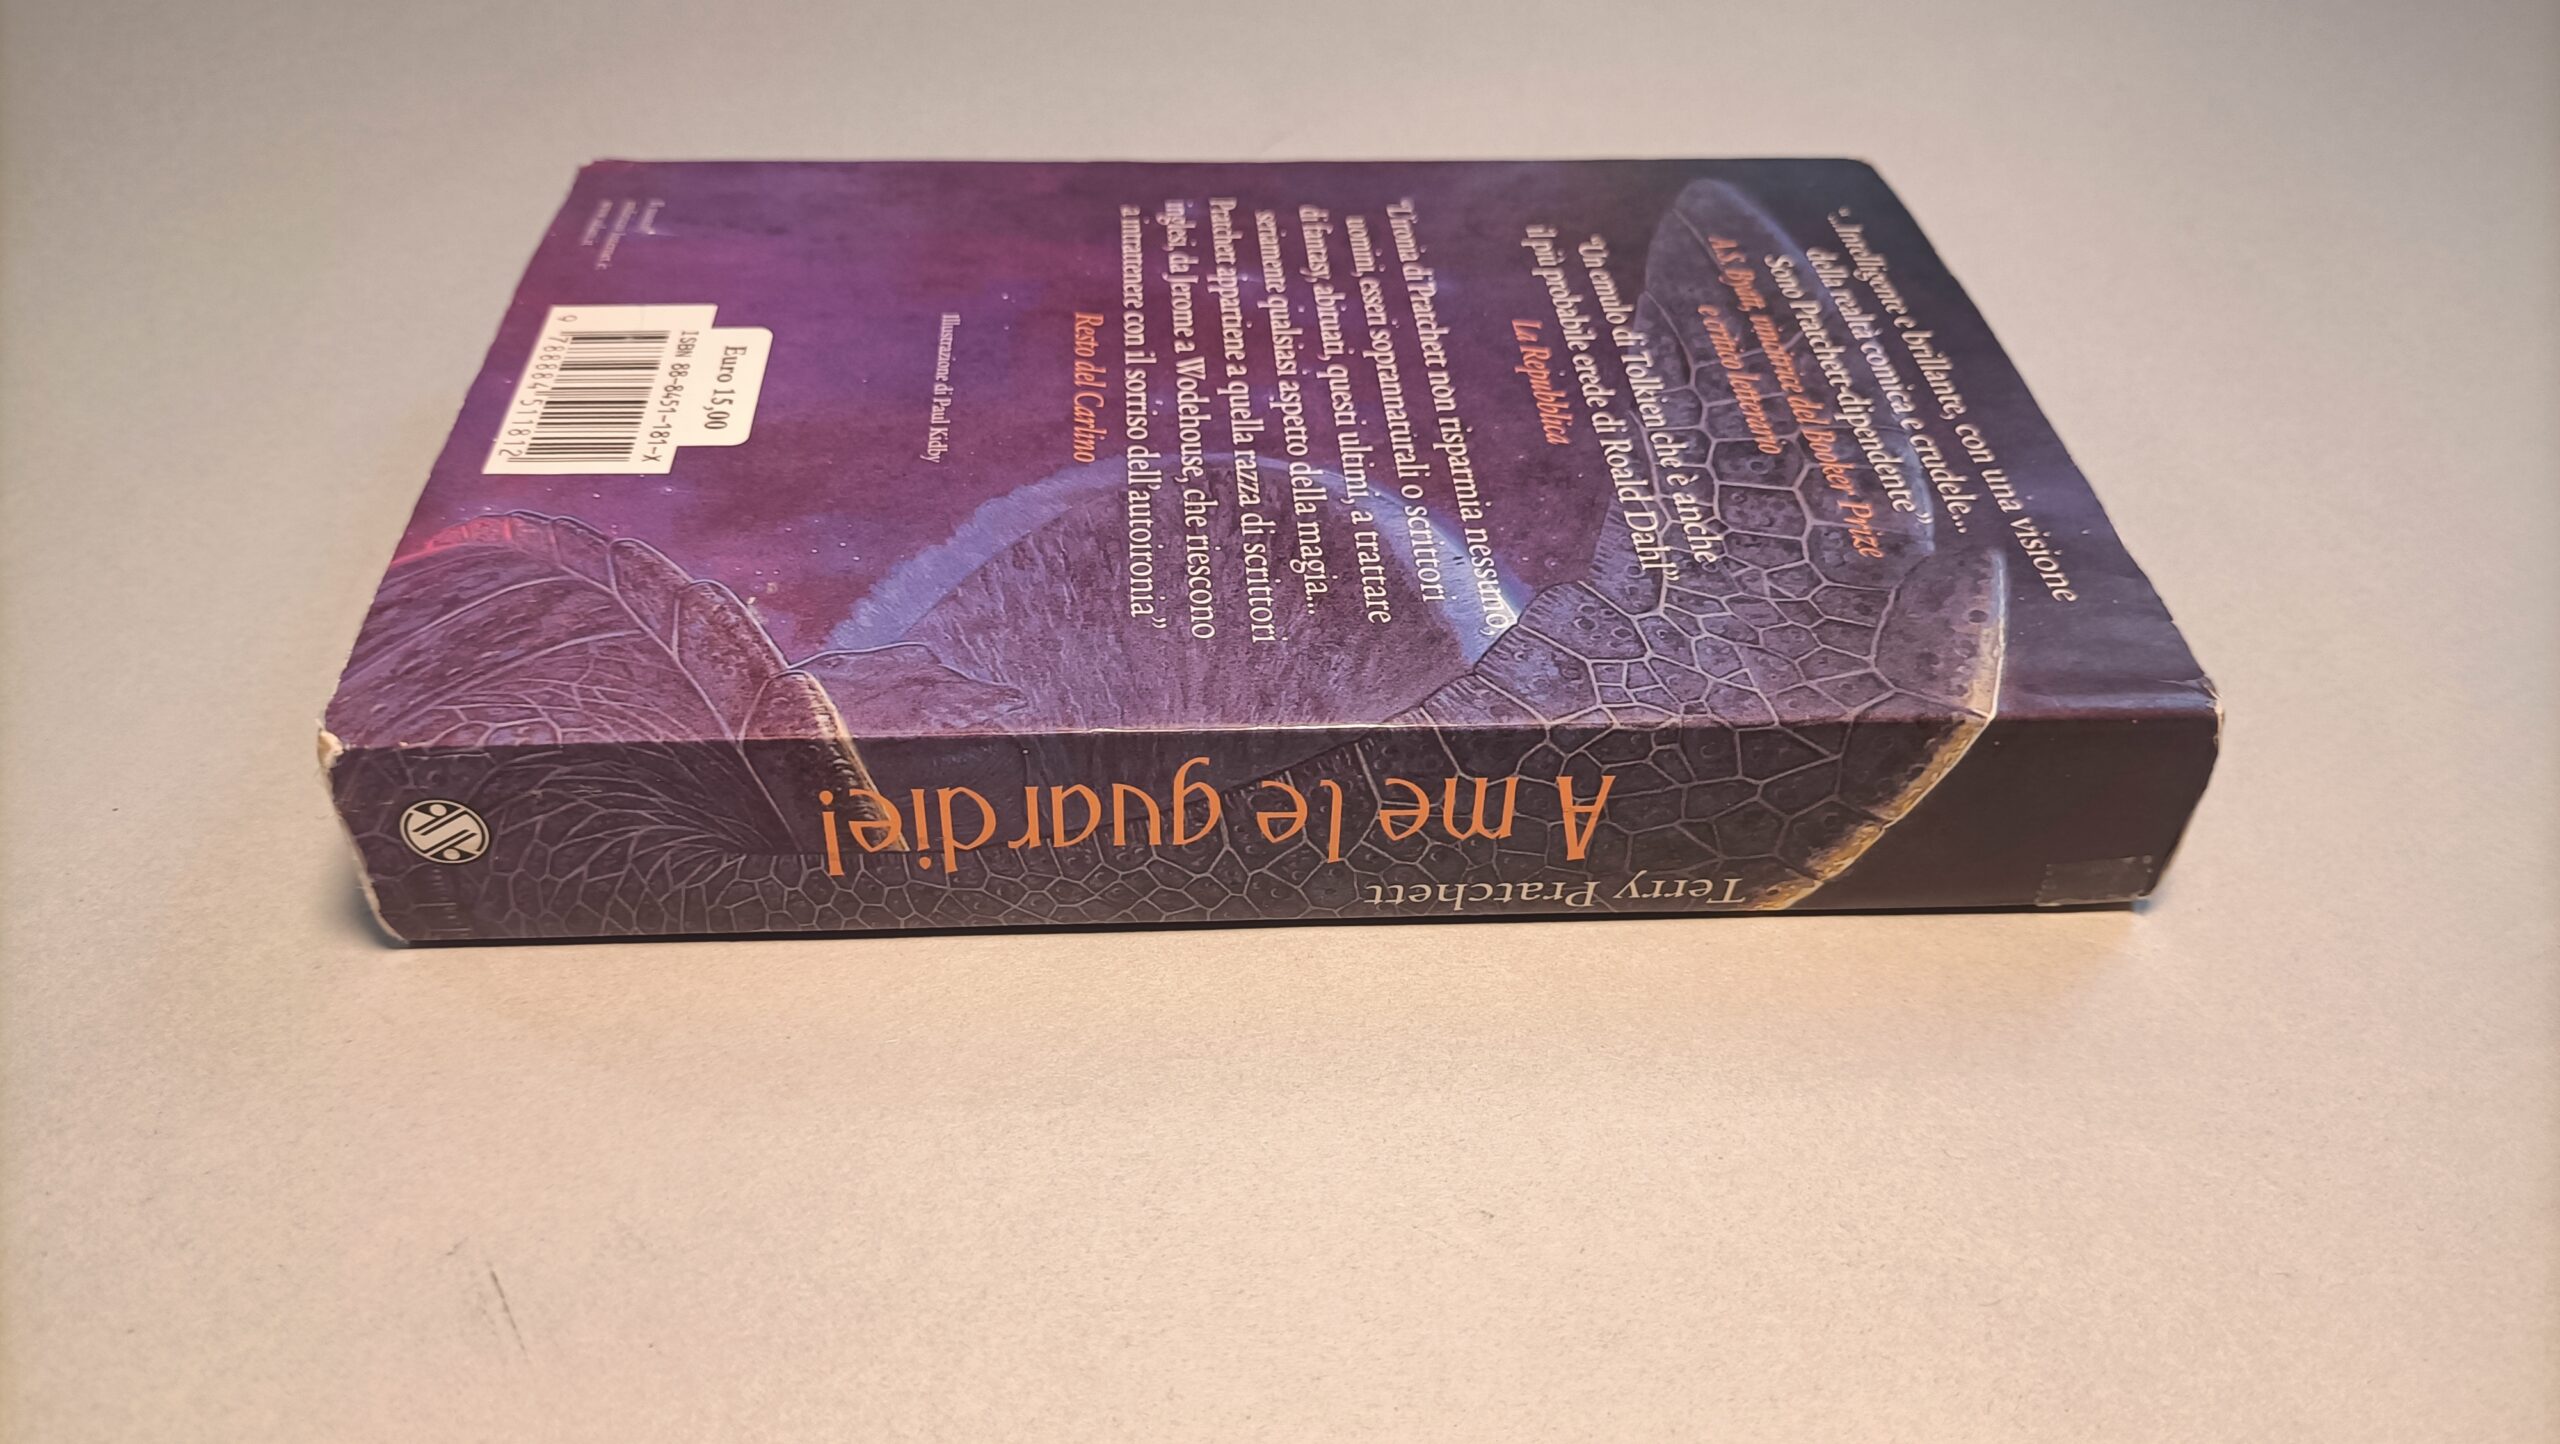 "...Intelligente e brillante, con una visione
della realtà comica e crudele...
Sono Pratchett-dipendente"
A.S. Byatt, vincitrice del Booker Prize
e critico letterario
"Un emulo di Tolkien che è anche
il più probabile erede di Roald Dahl"
La Repubblica
"L'ironia di Pratchett non risparmia nessuno,
uomini, esseri soprannaturali o scrittori
di fantasy, abituati, questi ultimi, a trattare
seriamente qualsiasi aspetto della magia...
Pratchett appartiene a quella razza di scrittori
inglesi, da Jerome a Wodehouse, che riescono
a intrattenere con il sorriso dell'autoironia"
Resto del Carlino
Illustrazione di Paul Kidby
Euro 15,00
ISBN 88-8451-181-X
9 788884 511812
Terry Pratchett
A me le guardie!